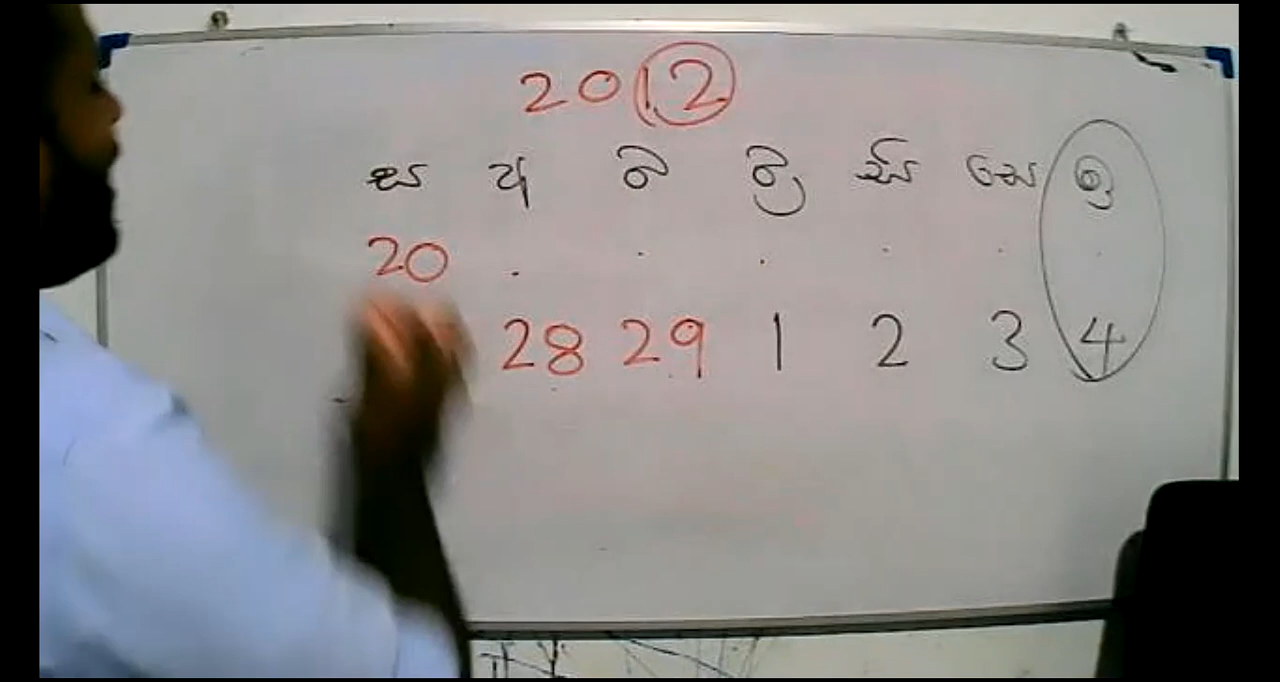 2012
ස අ බ බ්‍ර සි සෙ ඉ
20 . . . . . .
28 29 1 2 3 4